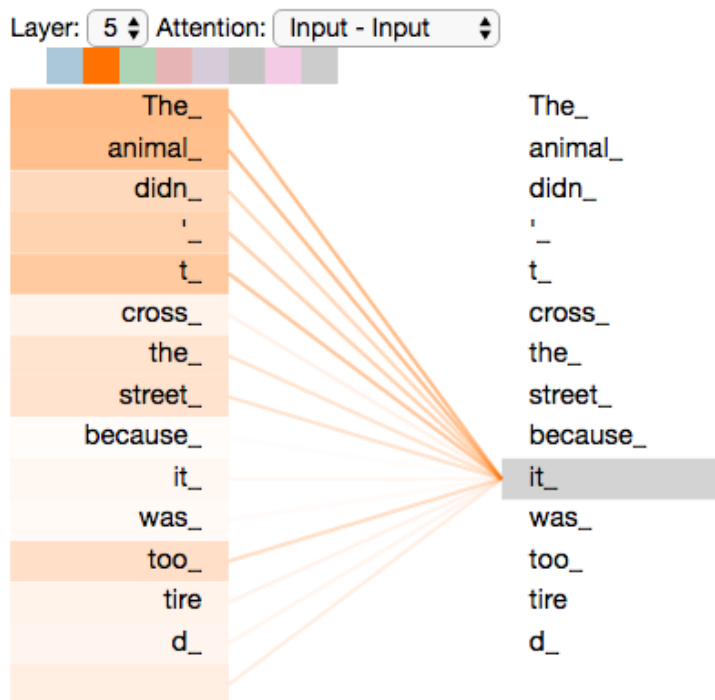 Layer: 5 Attention: Input - Input
The_ The_
animal_ animal_
didn_ didn_
'_ '_
t_ t_
cross_ cross_
the_ the_
street_ street_
because_ because_
it_ it_
was_ was_
too_ too_
tire tire
d_ d_